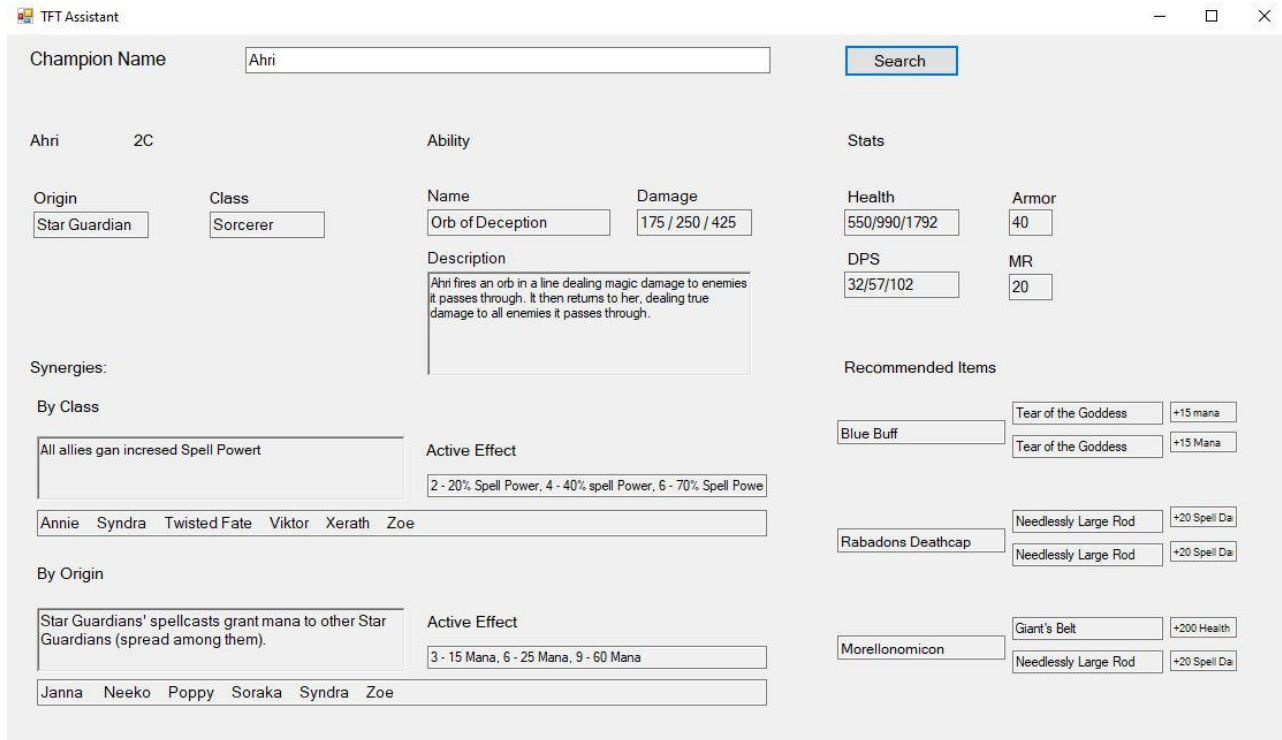 TFT Assistant
Champion Name Ahri Search
Ahri 2C Ability Stats
Origin Class Name Damage Health Armor
Star Guardian Sorcerer Orb of Deception 175 / 250 / 425 550/990/1792 40
Description DPS MR
Ahri fires an orb in a line dealing magic damage to enemies
it passes through. It then returns to her, dealing true
damage to all enemies it passes through.
32/57/102 20
Synergies: Recommended Items
By Class
All allies gan incresed Spell Powert
Active Effect
2 - 20% Spell Power, 4 - 40% spell Power, 6 - 70% Spell Powe
Annie Syndra Twisted Fate Viktor Xerath Zoe
By Origin
Star Guardians' spellcasts grant mana to other Star
Guardians (spread among them).
Active Effect
3 - 15 Mana, 6 - 25 Mana, 9 - 60 Mana
Janna Neeko Poppy Soraka Syndra Zoe
Blue Buff
Tear of the Goddess +15 mana
Tear of the Goddess +15 Mana
Rabadons Deathcap
Needlessly Large Rod +20 Spell Da
Needlessly Large Rod +20 Spell Da
Morellonomicon
Giant's Belt +200 Health
Needlessly Large Rod +20 Spell Da